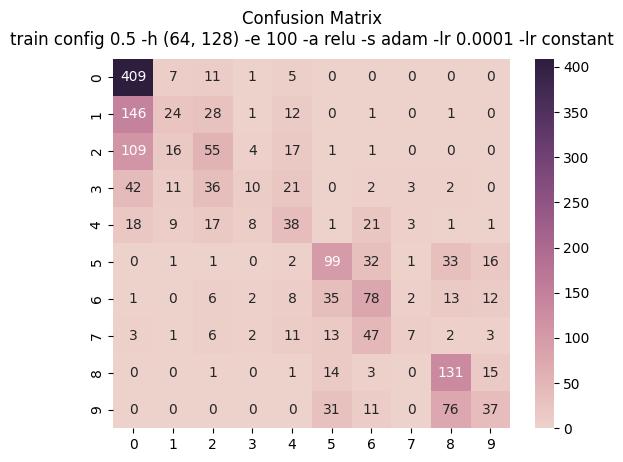 Confusion Matrix
train config 0.5 -h (64, 128) -e 100 -a relu -s adam -lr 0.0001 -lr constant
0 409 7 11 1 5 0 0 0 0 0
1 146 24 28 1 12 0 1 0 1 0
2 109 16 55 4 17 1 1 0 0 0
3 42 11 36 10 21 0 2 3 2 0
4 18 9 17 8 38 1 21 3 1 1
5 0 1 1 0 2 99 32 1 33 16
6 1 0 6 2 8 35 78 2 13 12
7 3 1 6 2 11 13 47 7 2 3
8 0 0 1 0 1 14 3 0 131 15
9 0 0 0 0 0 31 11 0 76 37
0 1 2 3 4 5 6 7 8 9
400
350
300
250
200
150
100
50
0